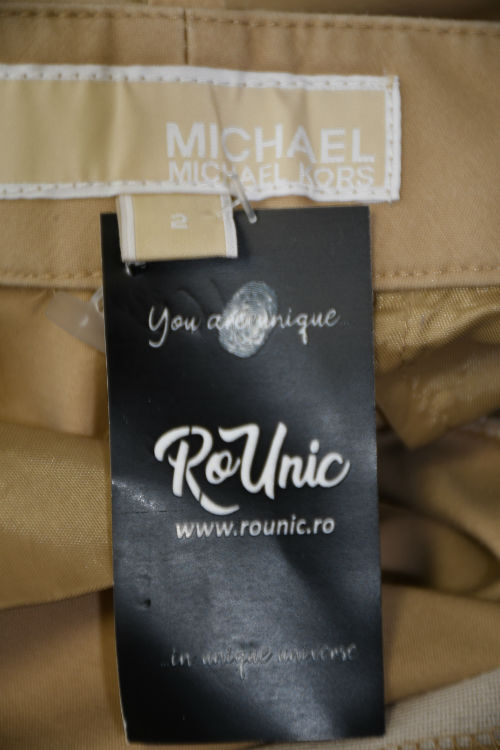 MICHAEL
MICHAEL KORS
2
You are unique
RoUnic
www.rounic.ro
...in unique universe